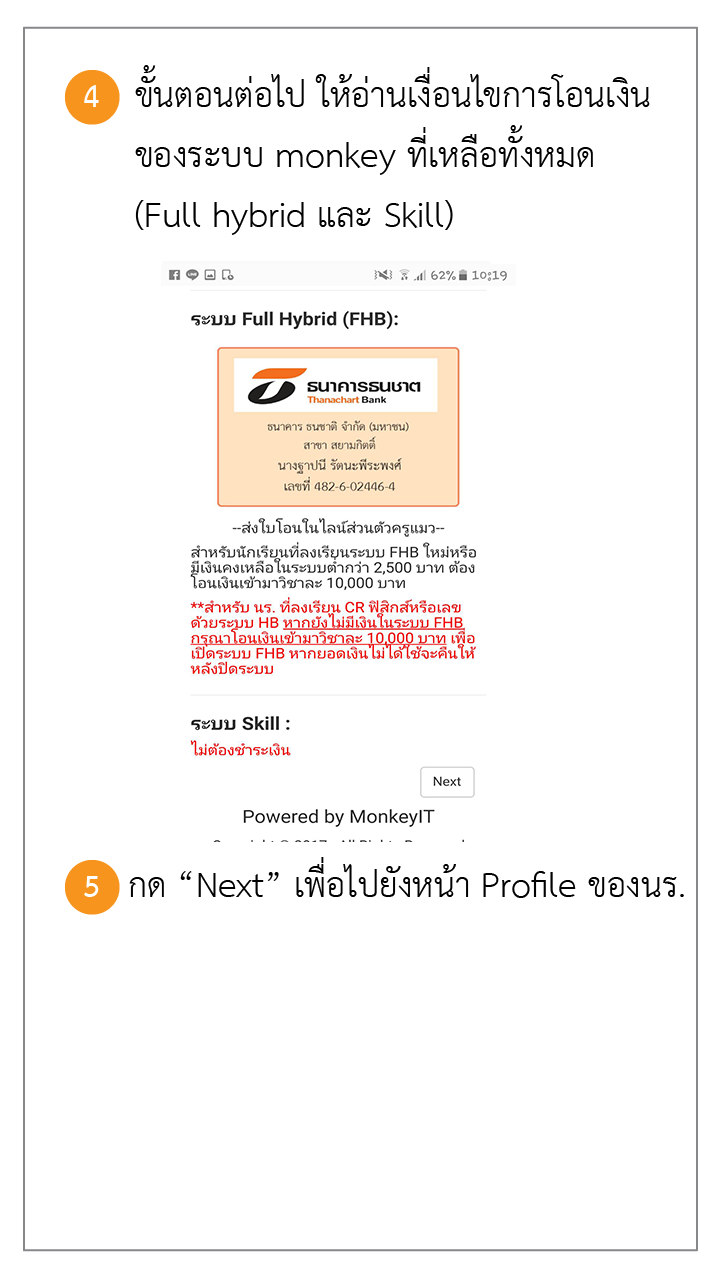 4 ขั้นตอนต่อไป ให้อ่านเงื่อนไขการโอนเงิน
ของระบบ monkey ที่เหลือทั้งหมด
(Full hybrid และ Skill)
62% 10:19
ระบบ Full Hybrid (FHB):
ธนาคารธนชาต
Thanachart Bank
ธนาคาร ธนชาติ จำกัด (มหาชน)
สาขา สยามกิตติ์
นางฐาปนี รัตนะพีระพงศ์
เลขที่ 482-6-02446-4
--ส่งใบโอนในไลน์ส่วนตัวครูแมว--
สำหรับนักเรียนที่ลงเรียนระบบ FHB ใหม่หรือ
มีเงินคงเหลือในระบบต่ำกว่า 2,500 บาท ต้อง
โอนเงินเข้ามาวิชาละ 10,000 บาท
**สำหรับ นร. ที่ลงเรียน CR ฟิสิกส์หรือเลข
ด้วยระบบ HB หากยังไม่มีเงินในระบบ FHB
กรุณาโอนเงินเข้ามาวิชาละ 10,000 บาท เพื่อ
เปิดระบบ FHB หากยอดเงินไม่ได้ใช้จะคืนให้
หลังปิดระบบ
ระบบ Skill :
ไม่ต้องชำระเงิน
Next
Powered by MonkeyIT
5 กด “Next” เพื่อไปยังหน้า Profile ของนร.